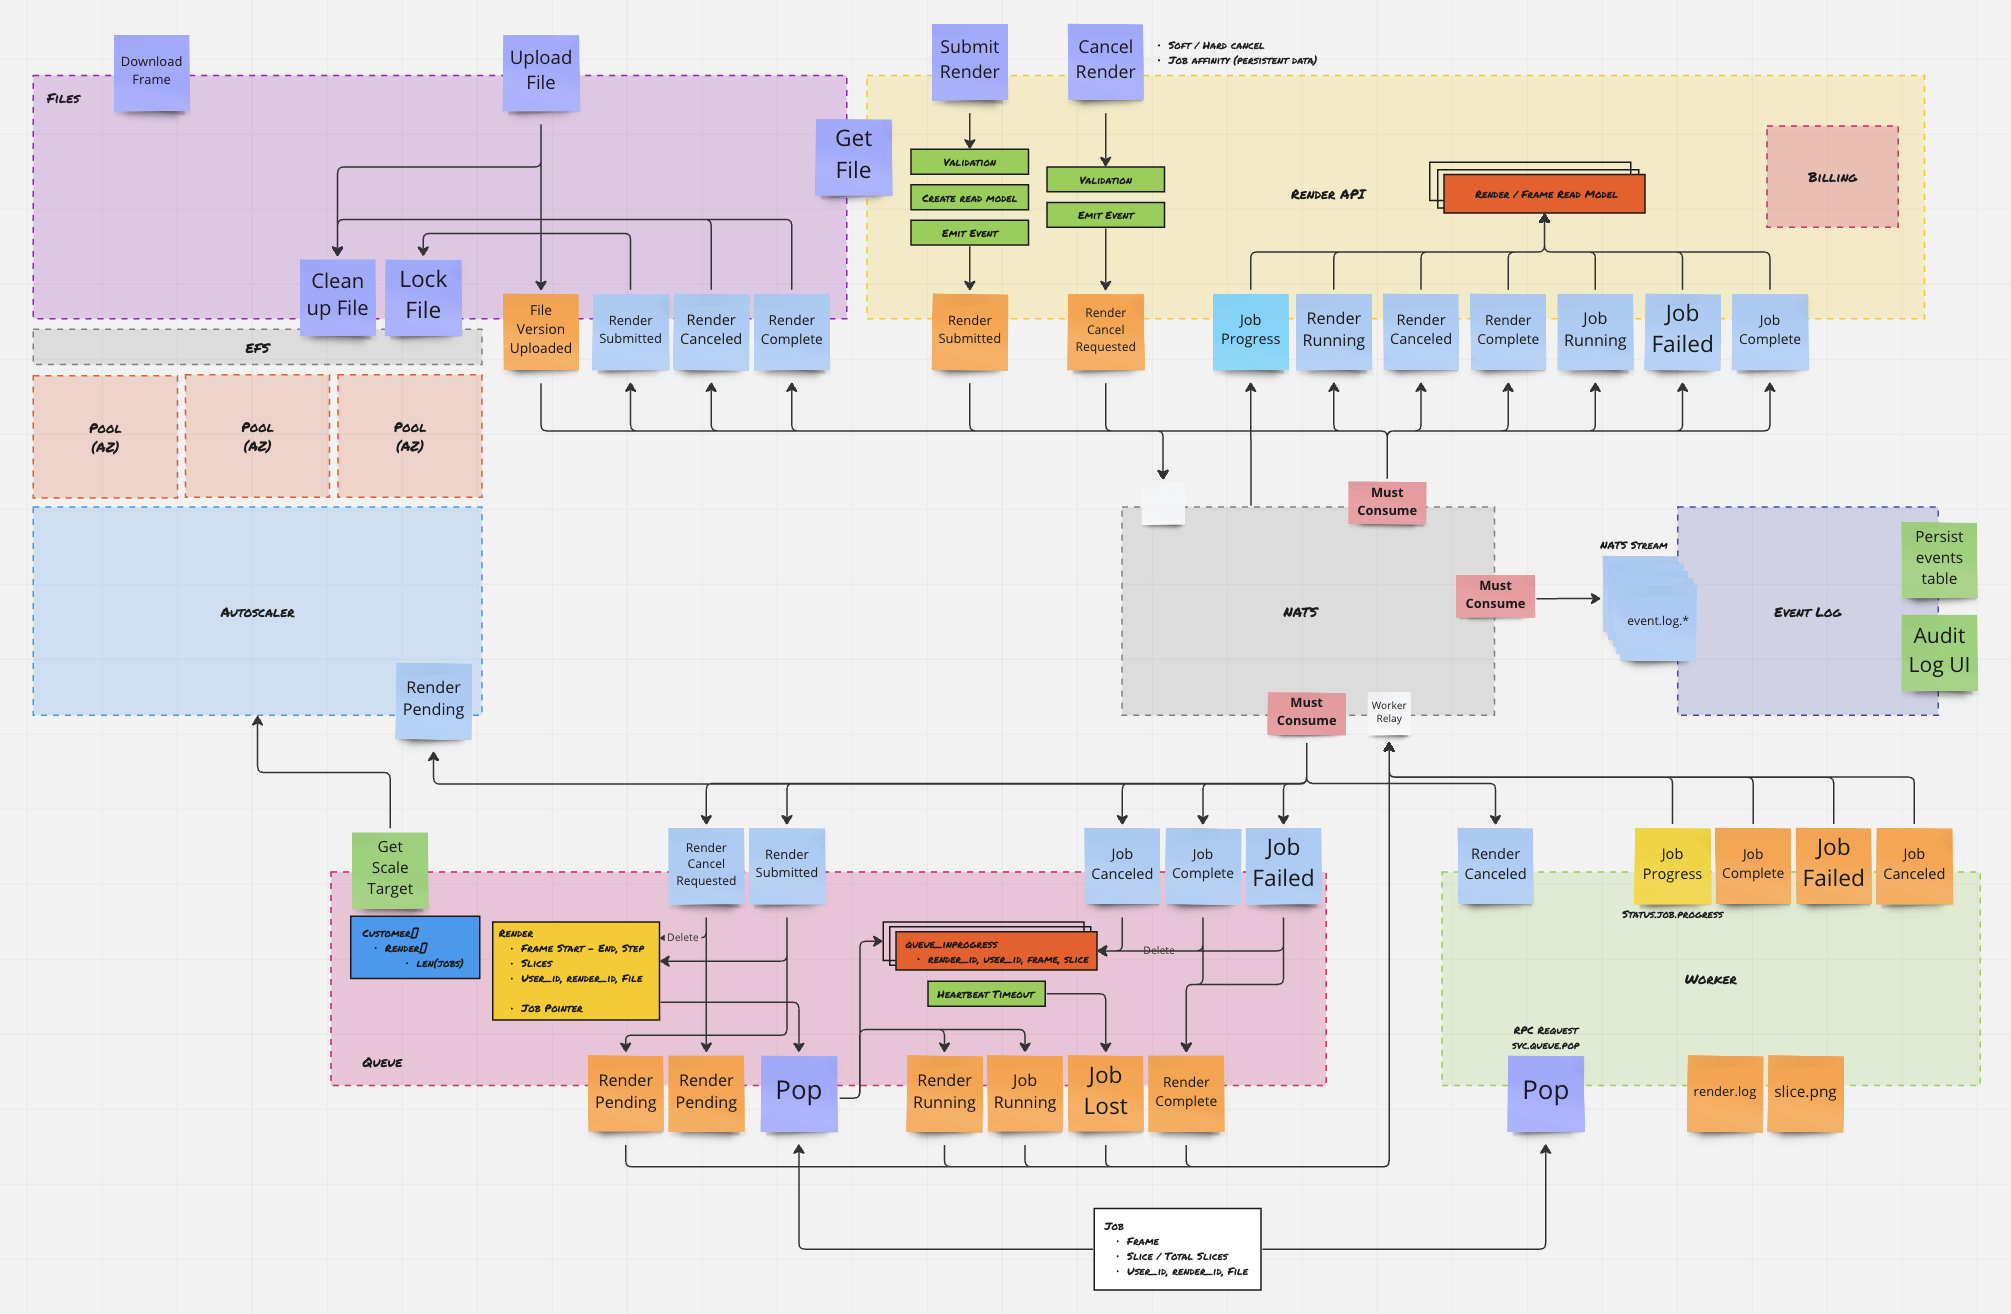 Download
Frame
Upload
File
Submit
Render
Cancel
Render
· Soft / Hard cancel
· Job affinity (persistent data)
Files
Get
File
Validation
Create read model
Emit Event
Validation
Emit Event
Render API
Render / Frame Read Model
Billing
Clean
up File
Lock
File
File
Version
Uploaded
Render
Submitted
Render
Canceled
Render
Complete
Render
Submitted
Render
Cancel
Requested
Job
Progress
Render
Running
Render
Canceled
Render
Complete
Job
Running
Job
Failed
Job
Complete
EFS
Pool
(AZ)
Pool
(AZ)
Pool
(AZ)
Autoscaler
Render
Pending
Must
Consume
NATS
Must
Consume
NATS Stream
event.log.*
Event Log
Persist
events
table
Audit
Log UI
Must
Consume
Worker
Relay
Get
Scale
Target
Render
Cancel
Requested
Render
Submitted
Job
Canceled
Job
Complete
Job
Failed
Render
Canceled
Job
Progress
Job
Complete
Job
Failed
Job
Canceled
Status.job.progress
Customer[]
· Render[]
· len(jobs)
Render
· Frame Start - End, Step
· Slices
· User_id, render_id, File
· Job Pointer
Delete
queue_inprogress
· render_id, user_id, frame, slice
Delete
Heartbeat Timeout
Worker
Queue
RPC Request
svc.queue.pop
Render
Pending
Render
Pending
Pop
Render
Running
Job
Running
Job
Lost
Render
Complete
Pop
render.log
slice.png
Job
· Frame
· Slice / Total Slices
· User_id, render_id, File